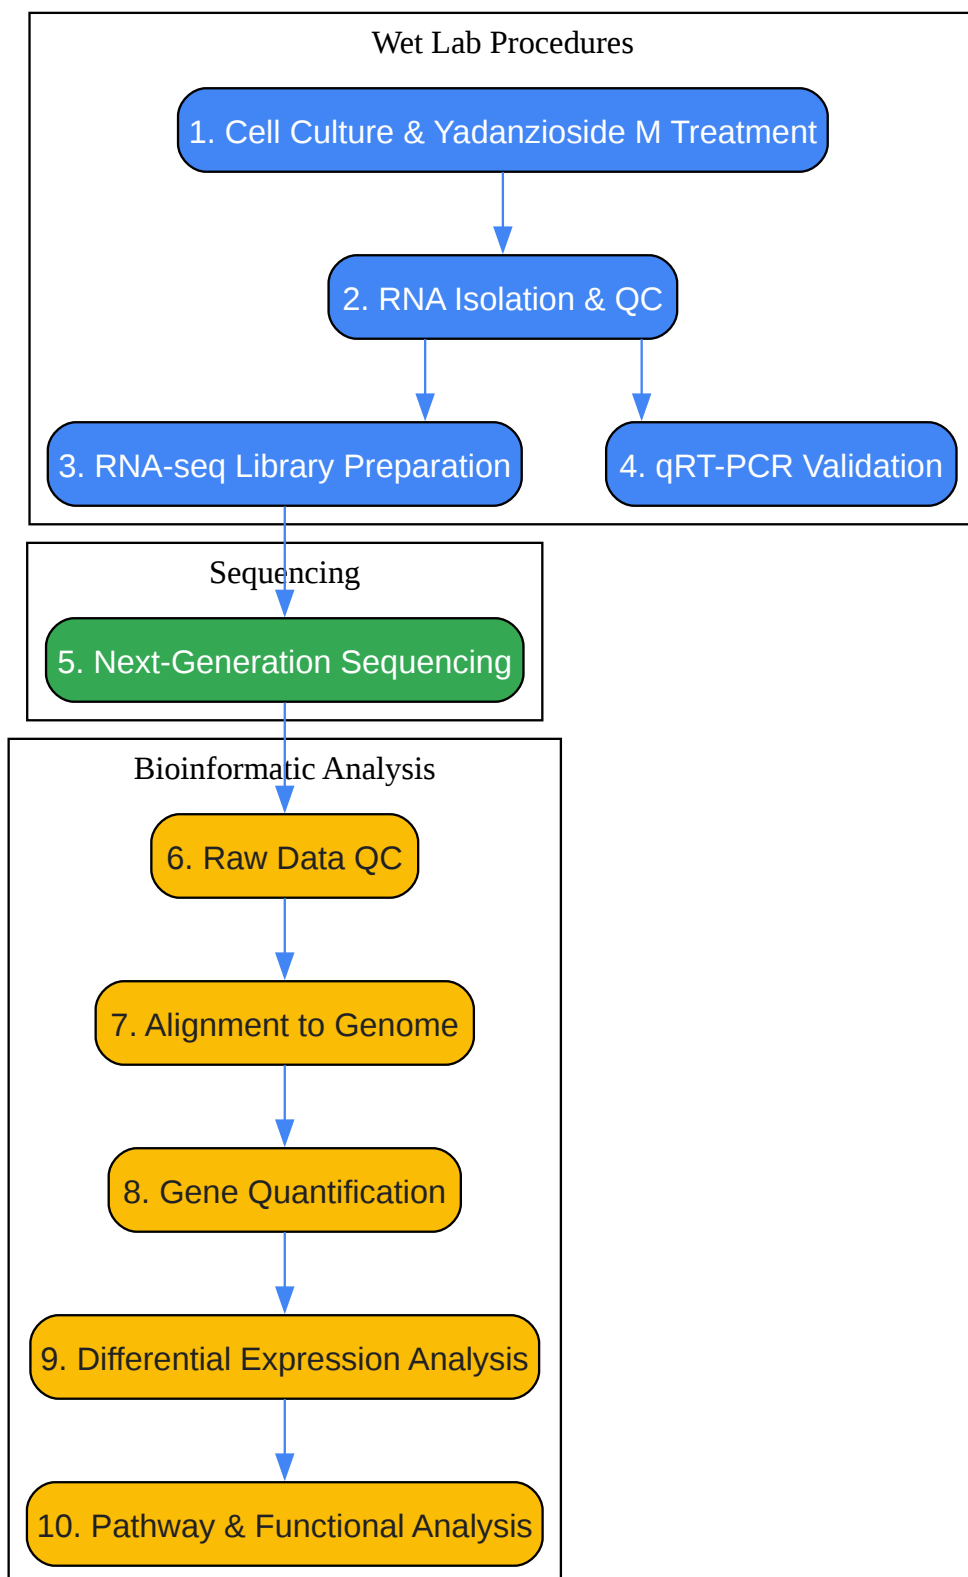 Wet Lab Procedures
1. Cell Culture & Yadanzioside M Treatment
2. RNA Isolation & QC
3. RNA-seq Library Preparation
4. qRT-PCR Validation
Sequencing
5. Next-Generation Sequencing
Bioinformatic Analysis
6. Raw Data QC
7. Alignment to Genome
8. Gene Quantification
9. Differential Expression Analysis
10. Pathway & Functional Analysis